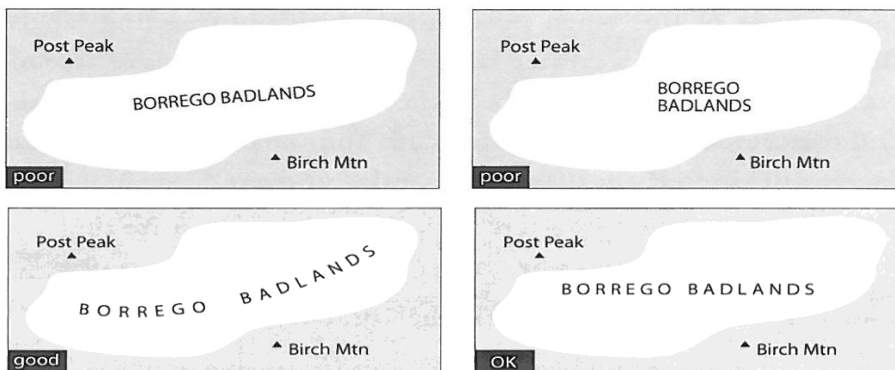 Post Peak
BORREGO BADLANDS
Birch Mtn
poor
Post Peak
BORREGO
BADLANDS
Birch Mtn
poor
Post Peak
BORREGO BADLANDS
Birch Mtn
good
Post Peak
BORREGO BADLANDS
Birch Mtn
OK